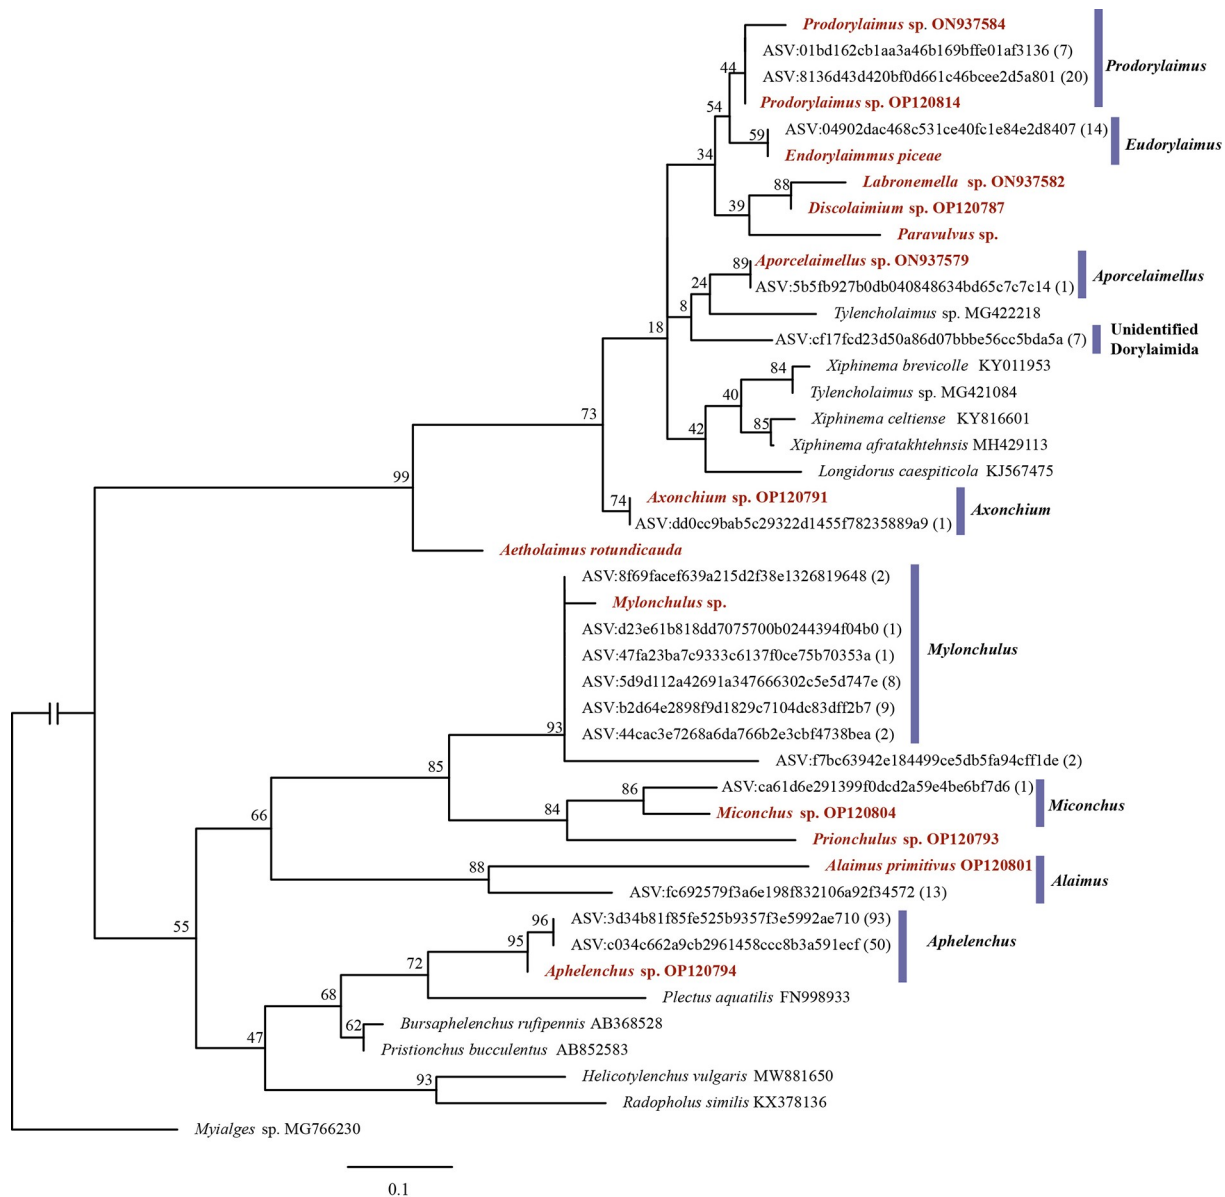 Prodorylaimus sp. ON937584
ASV:01bd162cb1aa3a46b169bffe01af3136 (7)
Prodorylaimus
44
ASV:8136d43d420bf0d661c46bcee2d5a801 (20)
Prodorylaimus sp. OP120814
54
ASV:04902dac468c531ce40fc1e84e2d8407 (14)
59
Eudorylaimus
34
Endorylaimmus piceae
88
Labronemella sp. ON937582
39
Discolaimium sp. OP120787
Paravulvus sp.
89
Aporcelaimellus sp. ON937579
Aporcelaimellus
24
ASV:5b5fb927b0db040848634bd65c7c7c14 (1)
8
Tylencholaimus sp. MG422218
18
Unidentified
Dorylaimida
ASV:cf17fcd23d50a86d07bbbe56cc5bda5a (7)
84
Xiphinema brevicolle KY011953
40
Tylencholaimus sp. MG421084
73
42
85
Xiphinema celtiense KY816601
Xiphinema afratakhtehnsis MH429113
99
Longidorus caespiticola KJ567475
74
Axonchium sp. OP120791
Axonchium
ASV:dd0cc9bab5c29322d1455f78235889a9 (1)
Aetholaimus rotundicauda
ASV:8f69facef639a215d2f38e1326819648 (2)
Mylonchulus sp.
ASV:d23e61b818dd7075700b0244394f04b0 (1)
Mylonchulus
ASV:47fa23ba7c9333c6137f0ce75b70353a (1)
ASV:5d9d112a42691a347666302c5e5d747e (8)
ASV:b2d64e2898f9d1829c7104dc83dff2b7 (9)
93
ASV:44cac3e7268a6da766b2e3cbf4738bea (2)
85
ASV:f7bc63942e184499ce5db5fa94cff1de (2)
86
ASV:ca61d6e291399f0dcd2a59e4be6bf7d6 (1)
Miconchus
66
84
Miconchus sp. OP120804
Prionchulus sp. OP120793
88
Alaimus primitivus OP120801
Alaimus
ASV:fc692579f3a6e198f832106a92f34572 (13)
55
96
ASV:3d34b81f85fe525b9357f3e5992ae710 (93)
95
ASV:c034c662a9cb2961458ccc8b3a591ecf (50)
Aphelenchus
72
Aphelenchus sp. OP120794
68
Plectus aquatilis FN998933
62
Bursaphelenchus rufipennis AB368528
47
Pristionchus bucculentus AB852583
93
Helicotylenchus vulgaris MW881650
Radopholus similis KX378136
Myialges sp. MG766230
0.1